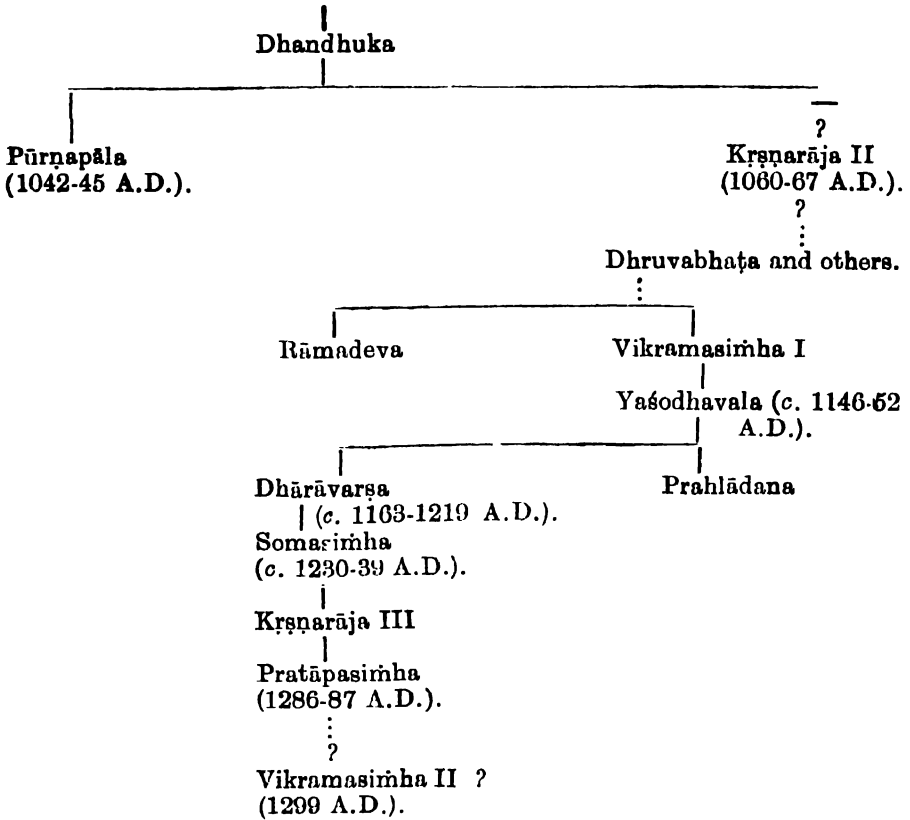 Dhandhuka
?
Pūrṇapāla
(1042-45 A.D.).
Kṛṣṇarāja II
(1060-67 A.D.).
?
Dhruvabhaṭa and others.
Rāmadeva
Vikramasiṁha I
Yaśodhavala (c. 1146-52
A.D.).
Dhārāvarṣa
(c. 1163-1219 A.D.).
Prahlādana
Somasiṁha
(c. 1230-39 A.D.).
Kṛṣṇarāja III
Pratāpasiṁha
(1286-87 A.D.).
?
Vikramasiṁha II ?
(1299 A.D.).